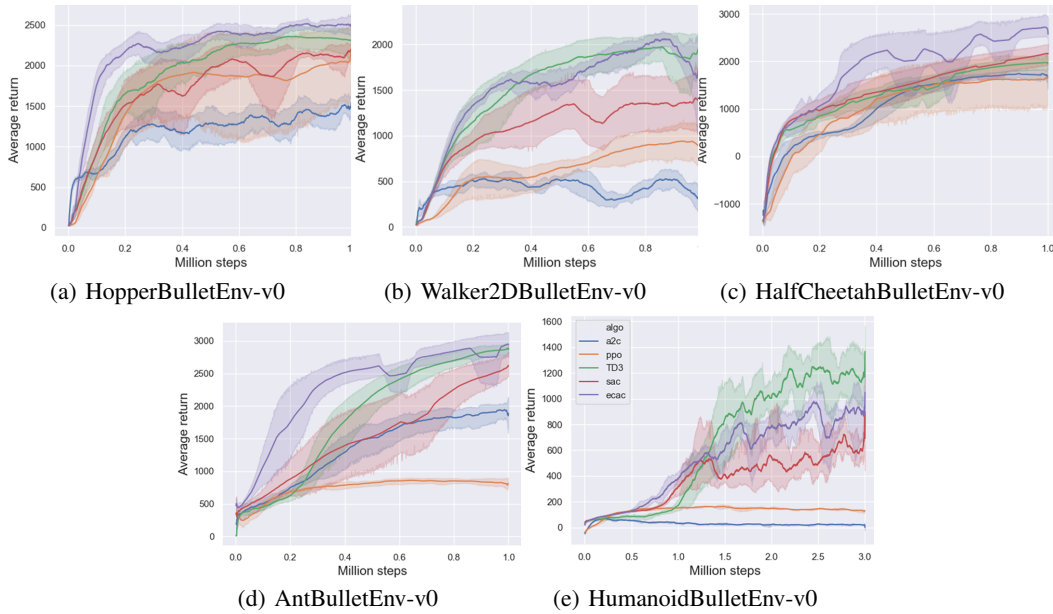 2500
2000
1500
1000
500
0
Average return
0.0 0.2 0.4 0.6 0.8 1
Million steps
(a) HopperBulletEnv-v0
2000
1500
1000
500
0
Average return
0.0 0.2 0.4 0.6 0.8
Million steps
(b) Walker2DBulletEnv-v0
3000
2000
1000
0
−1000
Average return
0.0 0.2 0.4 0.6 0.8 1.0
Million steps
(c) HalfCheetahBulletEnv-v0
3000
2500
2000
1500
1000
500
0
Average return
0.0 0.2 0.4 0.6 0.8 1.0
Million steps
(d) AntBulletEnv-v0
1600
1400
1200
1000
800
600
400
200
0
Average return
algo
a2c
ppo
TD3
sac
ecac
0.0 0.5 1.0 1.5 2.0 2.5 3.0
Million steps
(e) HumanoidBulletEnv-v0